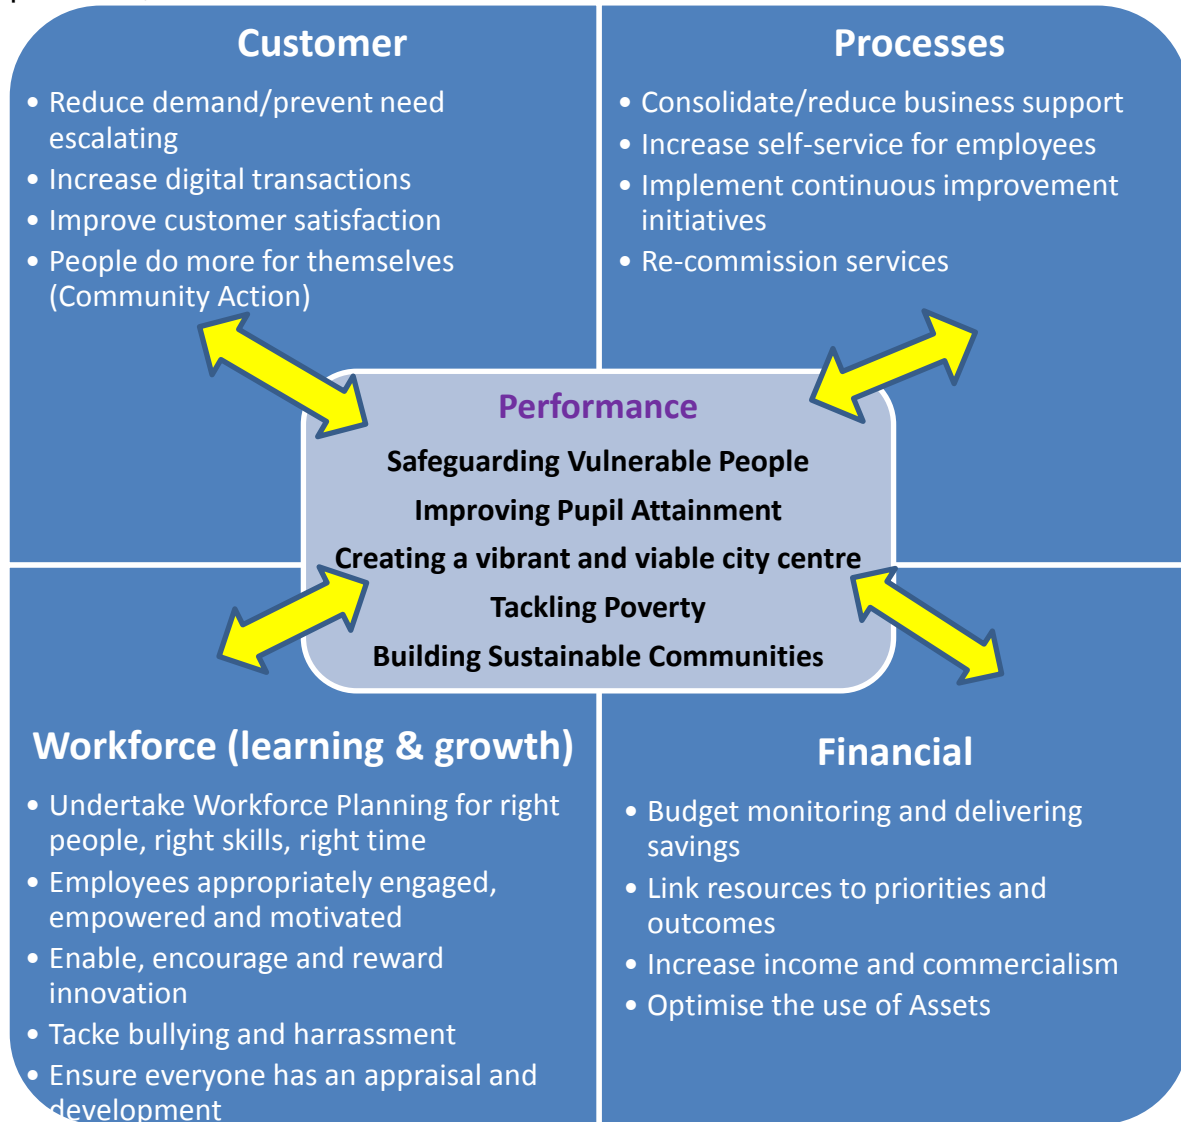 Customer
• Reduce demand/prevent need
escalating
• Increase digital transactions
• Improve customer satisfaction
• People do more for themselves
(Community Action)
Processes
• Consolidate/reduce business support
• Increase self-service for employees
• Implement continuous improvement
initiatives
• Re-commission services
Performance
Safeguarding Vulnerable People
Improving Pupil Attainment
Creating a vibrant and viable city centre
Tackling Poverty
Building Sustainable Communities
Workforce (learning & growth)
• Undertake Workforce Planning for right
people, right skills, right time
• Employees appropriately engaged,
empowered and motivated
• Enable, encourage and reward
innovation
• Tacke bullying and harrassment
• Ensure everyone has an appraisal and
development
Financial
• Budget monitoring and delivering
savings
• Link resources to priorities and
outcomes
• Increase income and commercialism
• Optimise the use of Assets